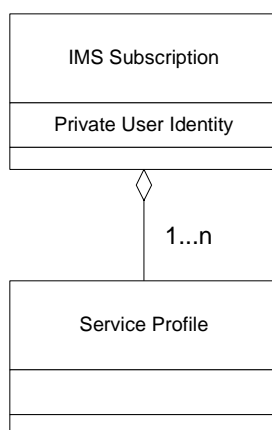 IMS Subscription
Private User Identity
1...n
Service Profile